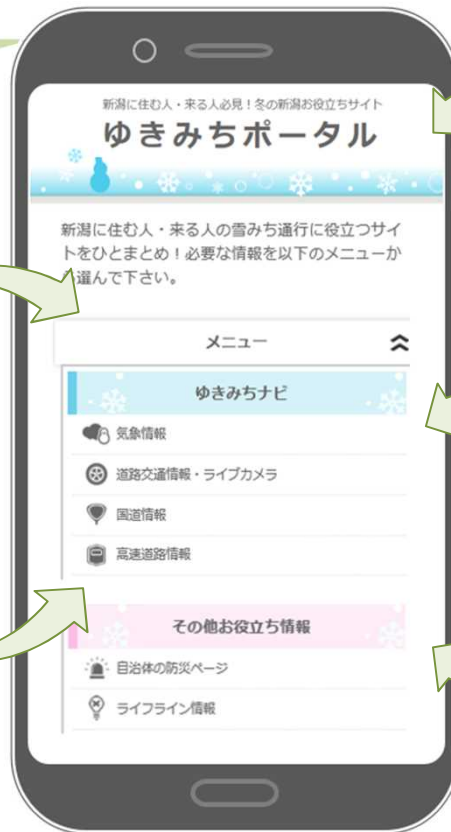 新潟に住む人・来る人必見！冬の新潟お役立ちサイト
ゆきみちポータル
新潟に住む人・来る人の雪みち通行に役立つサイ
トをひとまとめ！必要な情報を以下のメニューか
選んで下さい。
メニュー
ゆきみちナビ
気象情報
道路交通情報・ライブカメラ
国道情報
高速道路情報
その他お役立ち情報
自治体の防災ページ
ライフライン情報